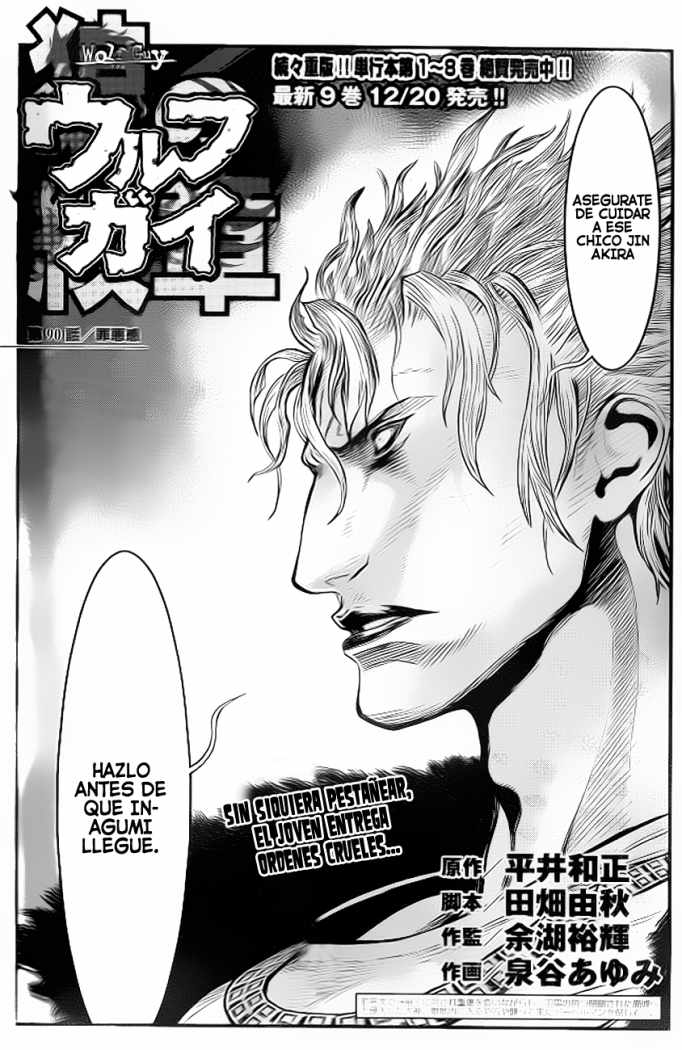 Wolf Guy
ウルフ
ガイ
続々重版!! 単行本第1~8巻 絶賛発売中!!
最新9巻 12/20 発売!!
ASEGURATE
DE CUIDAR
A ESE
CHICO JIN
AKIRA
HAZLO
ANTES DE
QUE IN-
AGUMI
LLEGUE.
SIN SIQUIERA PESTAÑEAR,
EL JOVEN ENTREGA
ORDENES CRUELES...
原作 平井和正
脚本 田畑由秋
作監 余湖裕輝
作画 泉谷あゆみ